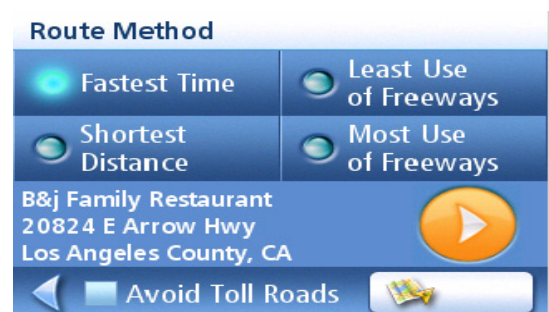 Route Method
Fastest Time
Least Use
of Freeways
Shortest
Distance
Most Use
of Freeways
B&j Family Restaurant
20824 E Arrow Hwy
Los Angeles County, CA
Avoid Toll Roads